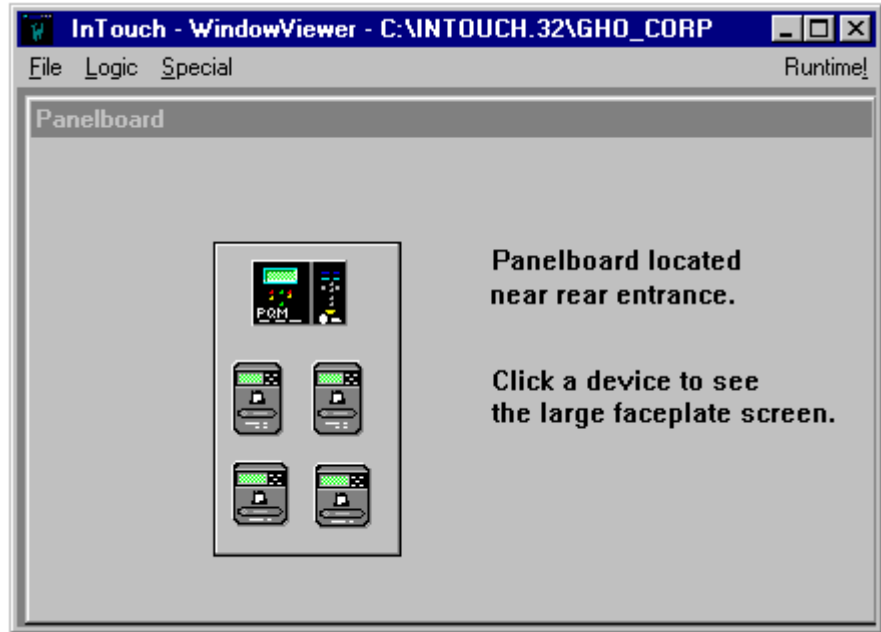 InTouch - WindowViewer - C:\INTOUCH.32\GHO_CORP
File Logic Special Runtime!
Panelboard
Panelboard located
near rear entrance.
PQM
Click a device to see
the large faceplate screen.